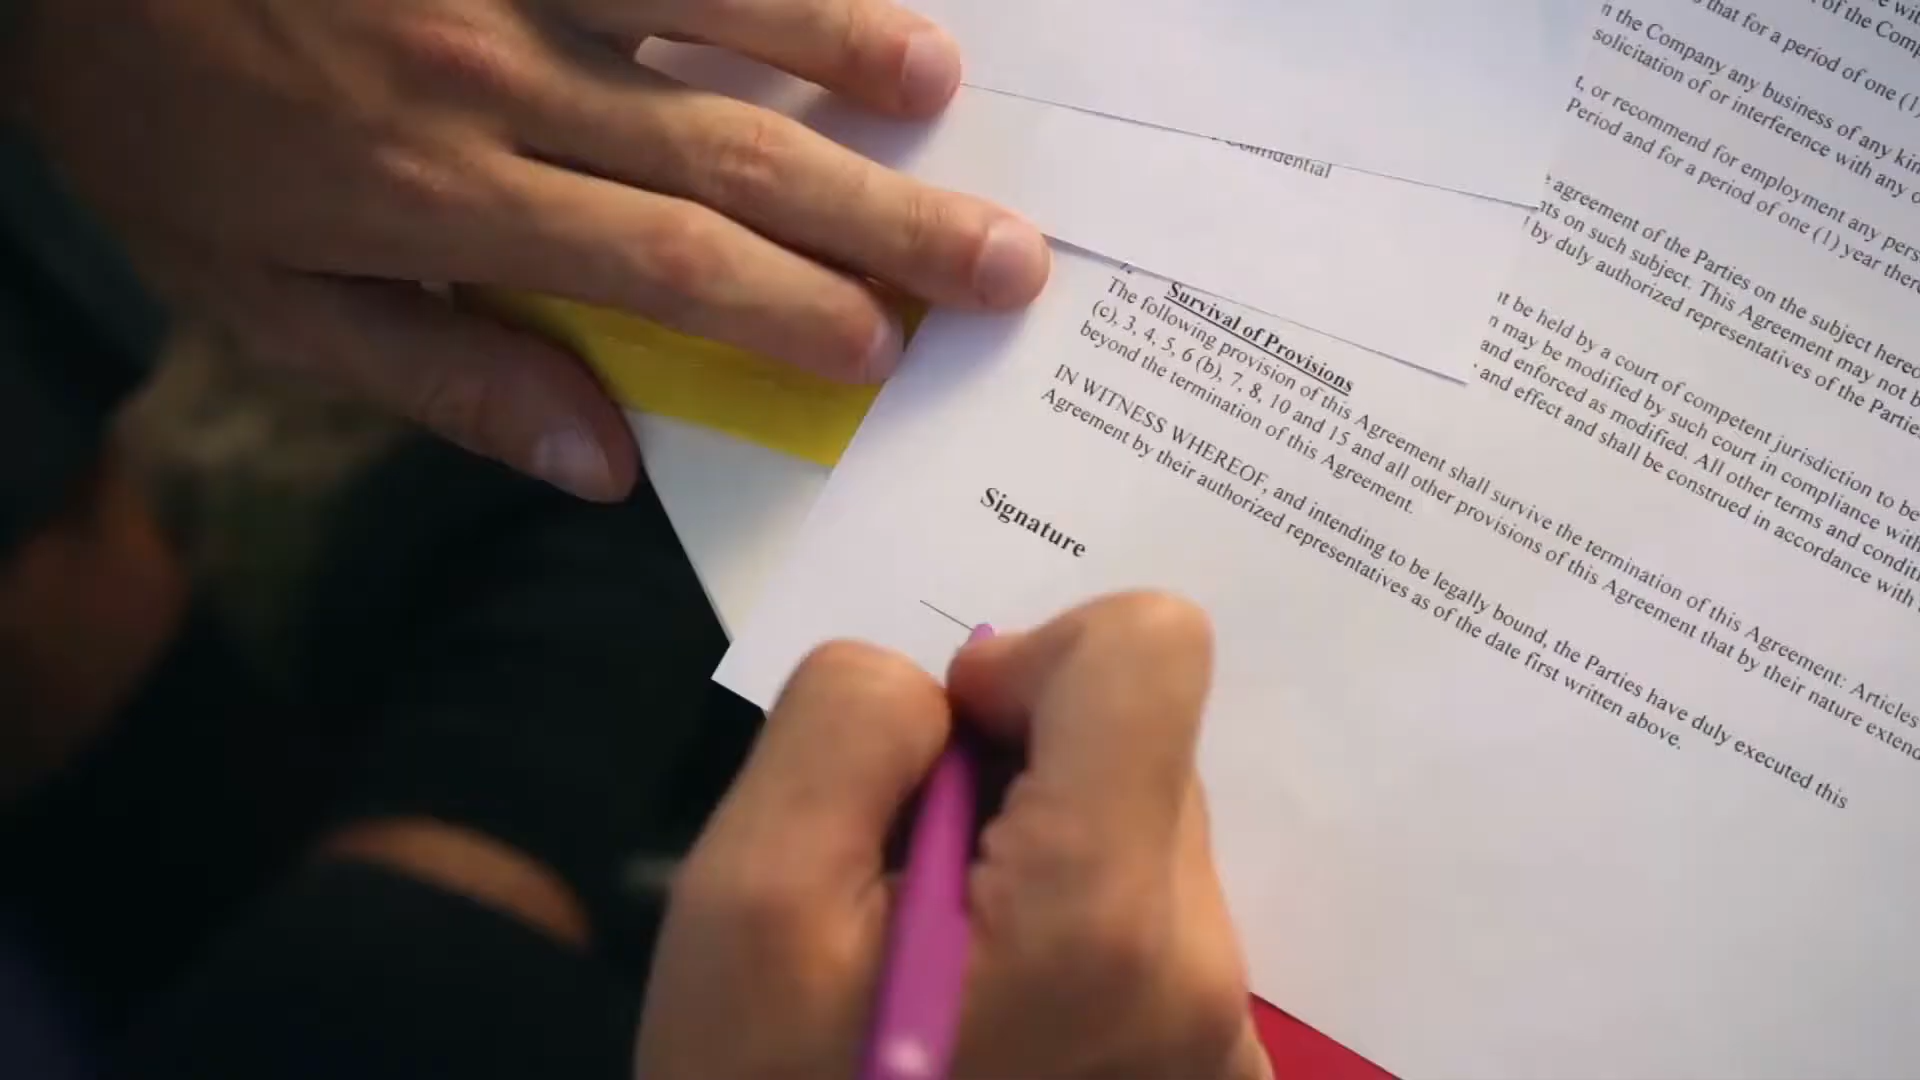 Confidential
Survival of Provisions
The following provision of this Agreement shall survive the termination of this Agreement: Articles
(c), 3, 4, 5, 6 (b), 7, 8, 10 and 15 and all other provisions of this Agreement that by their nature extend
beyond the termination of this Agreement.
IN WITNESS WHEREOF, and intending to be legally bound, the Parties have duly executed this
Agreement by their authorized representatives as of the date first written above.
Signature
of the
that for a period of one (1)
the Company any business of any
solicitation of or interference with any
or recommend for employment any
Period and for a period of one (1) year
agreement of the Parties on the subject
on such subject. This Agreement may not
by duly authorized representatives of the
be held by a court of competent jurisdiction to be
may be modified by such court in compliance with
and enforced as modified. All other terms and
and effect and shall be construed in accordance with